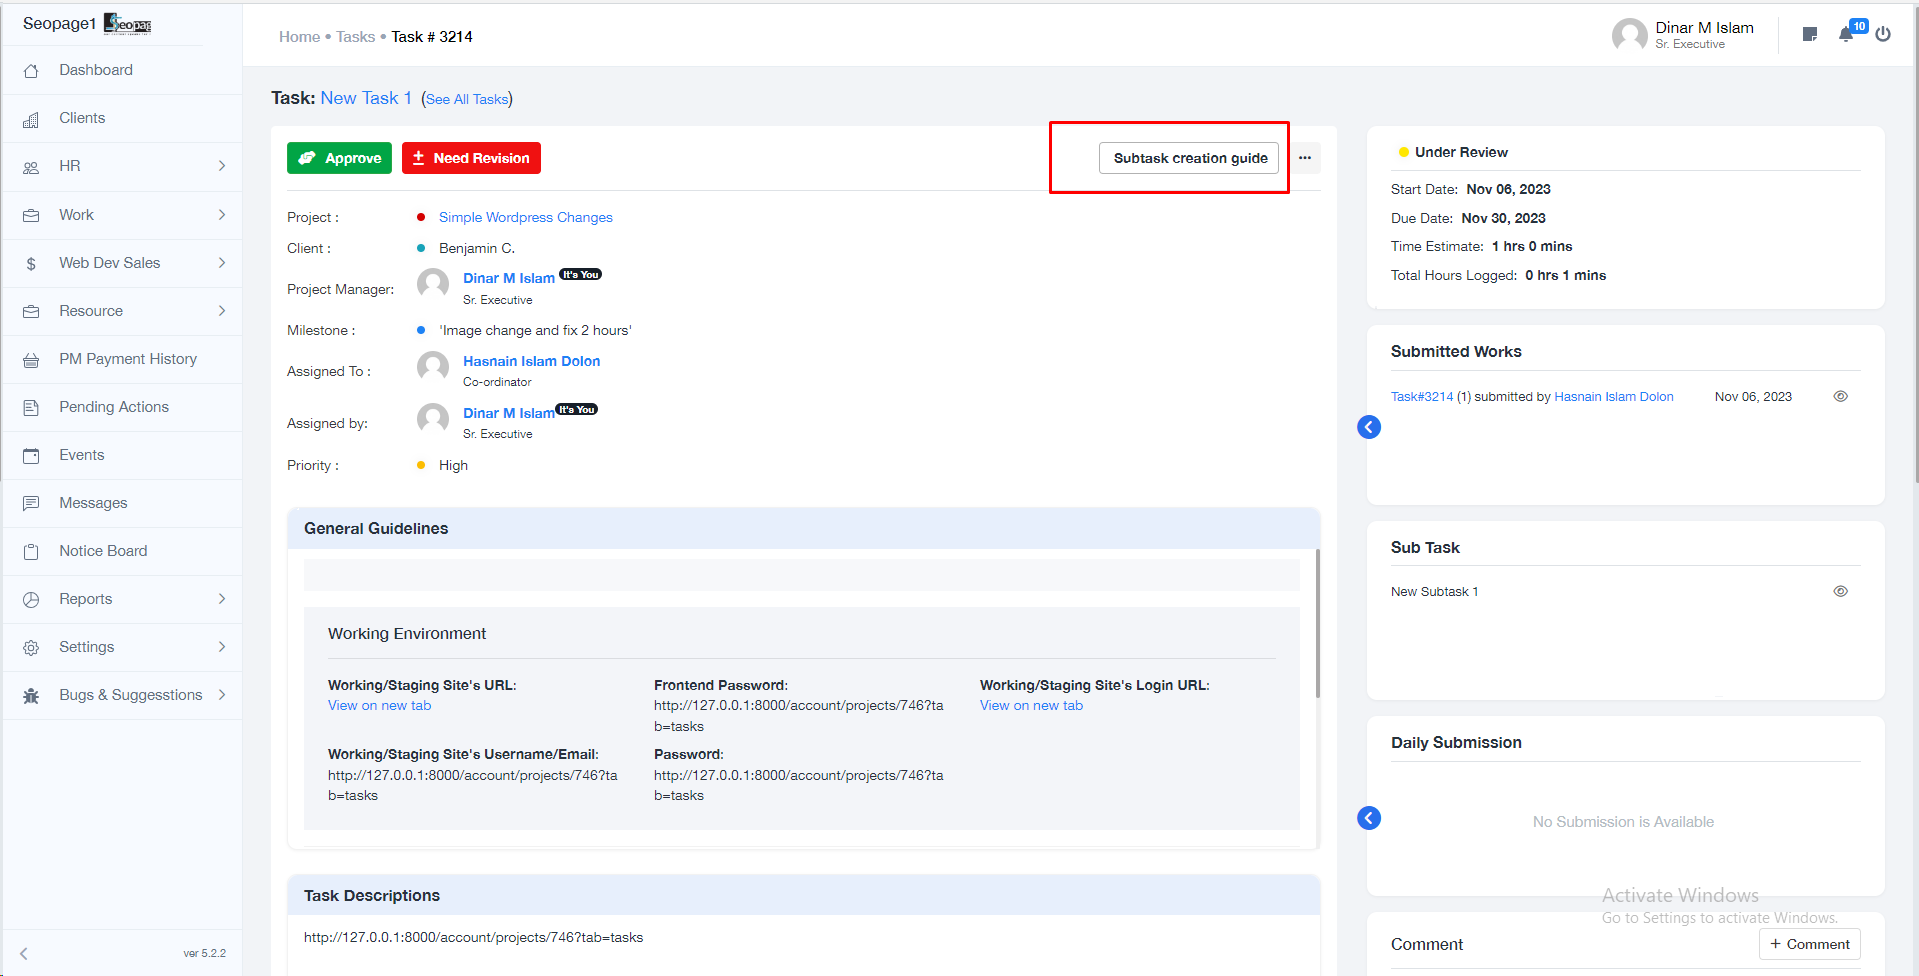 Seopage1
Home • Tasks • Task # 3214
Dinar M Islam
Sr. Executive
10
Dashboard
Clients
HR
Work
Web Dev Sales
Resource
PM Payment History
Pending Actions
Events
Messages
Notice Board
Reports
Settings
Bugs & Suggesstions
ver 5.2.2
Task: New Task 1 (See All Tasks)
Approve
Need Revision
Subtask creation guide
Project :
Simple Wordpress Changes
Client :
Benjamin C.
Project Manager:
Dinar M Islam It's You
Sr. Executive
Milestone :
'Image change and fix 2 hours'
Assigned To :
Hasnain Islam Dolon
Co-ordinator
Assigned by:
Dinar M Islam It's You
Sr. Executive
Priority :
High
General Guidelines
Working Environment
Working/Staging Site's URL:
View on new tab
Frontend Password:
http://127.0.0.1:8000/account/projects/746?ta
b=tasks
Working/Staging Site's Login URL:
View on new tab
Working/Staging Site's Username/Email:
http://127.0.0.1:8000/account/projects/746?ta
b=tasks
Password:
http://127.0.0.1:8000/account/projects/746?ta
b=tasks
Task Descriptions
http://127.0.0.1:8000/account/projects/746?tab=tasks
Under Review
Start Date: Nov 06, 2023
Due Date: Nov 30, 2023
Time Estimate: 1 hrs 0 mins
Total Hours Logged: 0 hrs 1 mins
Submitted Works
Task#3214 (1) submitted by Hasnain Islam Dolon
Nov 06, 2023
Sub Task
New Subtask 1
Daily Submission
No Submission is Available
Activate Windows
Go to Settings to activate Windows.
Comment
+ Comment